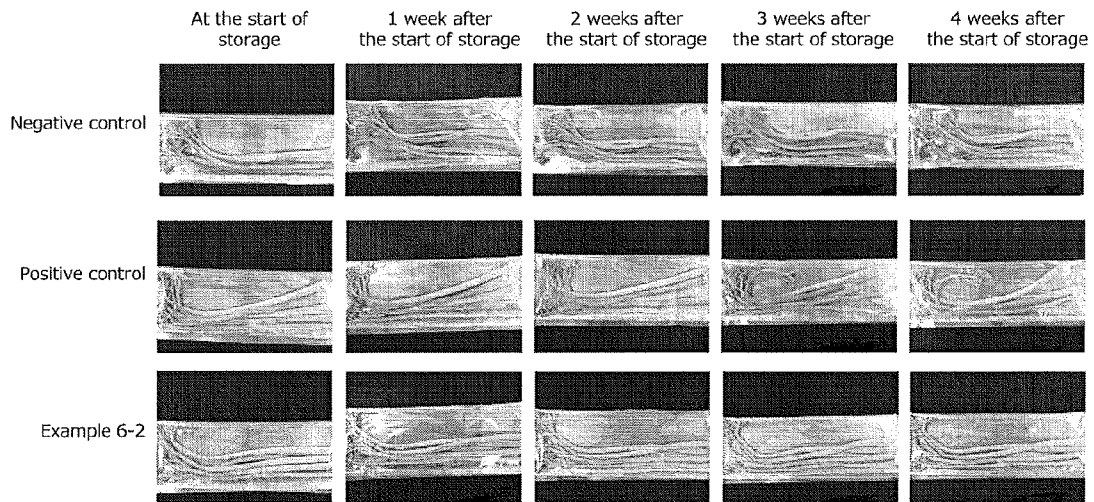 At the start of
storage
1 week after
the start of storage
2 weeks after
the start of storage
3 weeks after
the start of storage
4 weeks after
the start of storage
Negative control
Positive control
Example 6-2